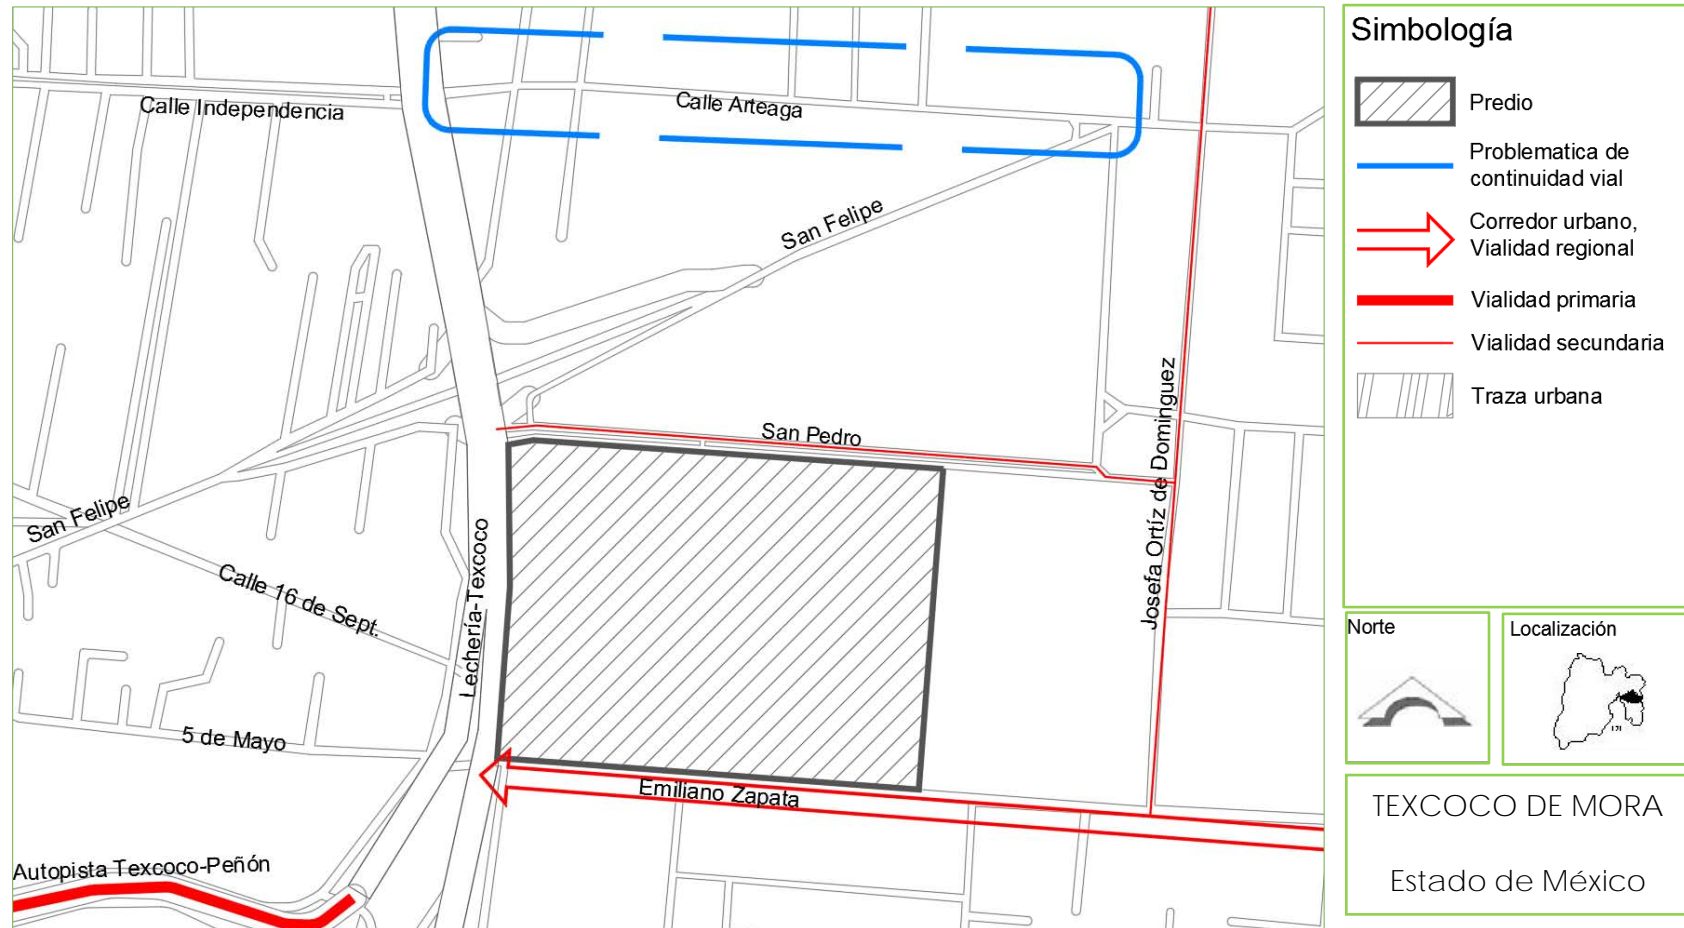 Calle Independencia
Calle Arteaga
San Felipe
San Pedro
Josefa Ortíz de Dominguez
San Felipe
Calle 16 de Sept.
Lechería-Texcoco
5 de Mayo
Emiliano Zapata
Autopista Texcoco-Peñón
Simbología
Predio
Problematica de
continuidad vial
Corredor urbano,
Vialidad regional
Vialidad primaria
Vialidad secundaria
Traza urbana
Norte
Localización
TEXCOCO DE MORA
Estado de México